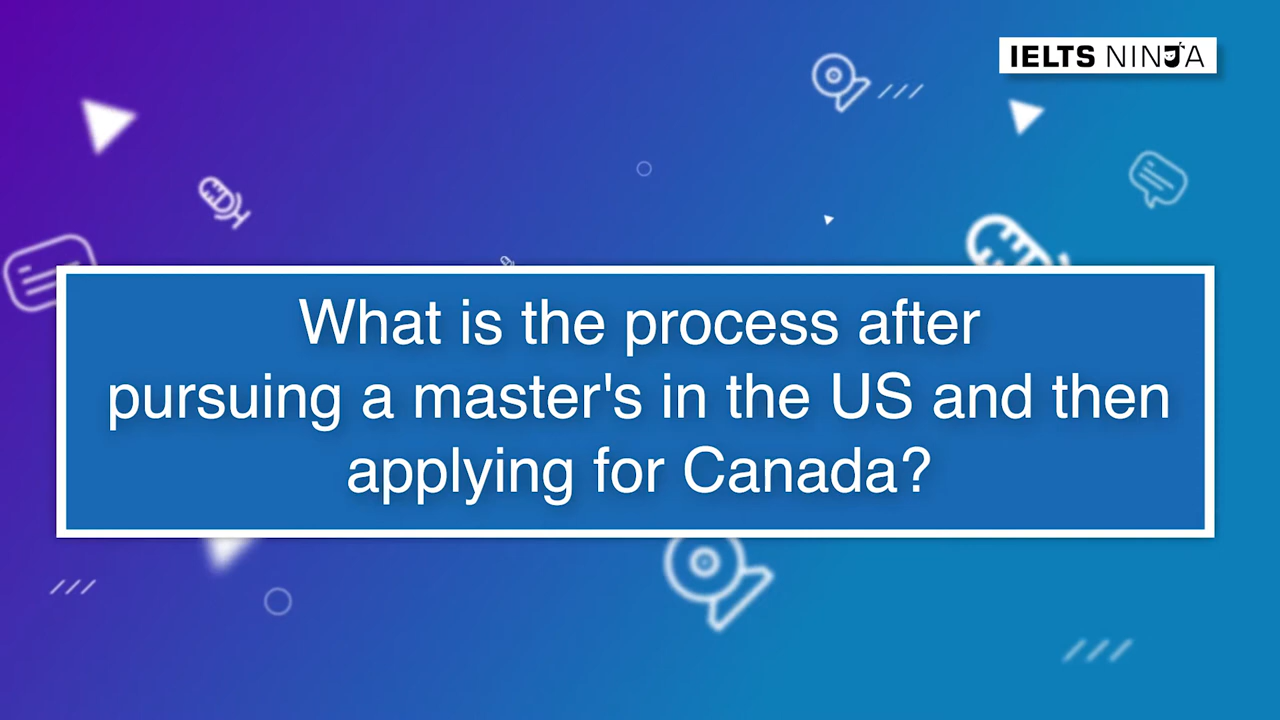 IELTS NINJA
What is the process after
pursuing a master's in the US and then
applying for Canada?